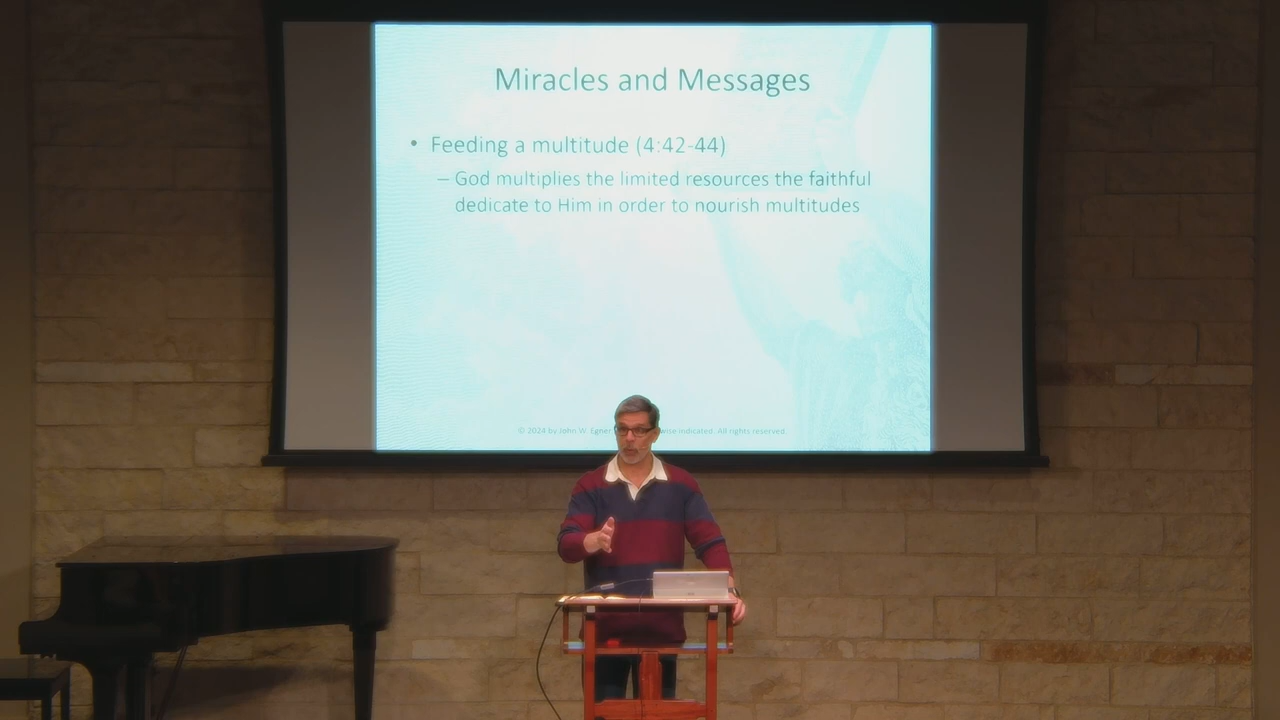 Miracles and Messages
• Feeding a multitude (4:42-44)
– God multiplies the limited resources the faithful
dedicate to Him in order to nourish multitudes
© 2024 by John W. Egner wise indicated. All rights reserved.